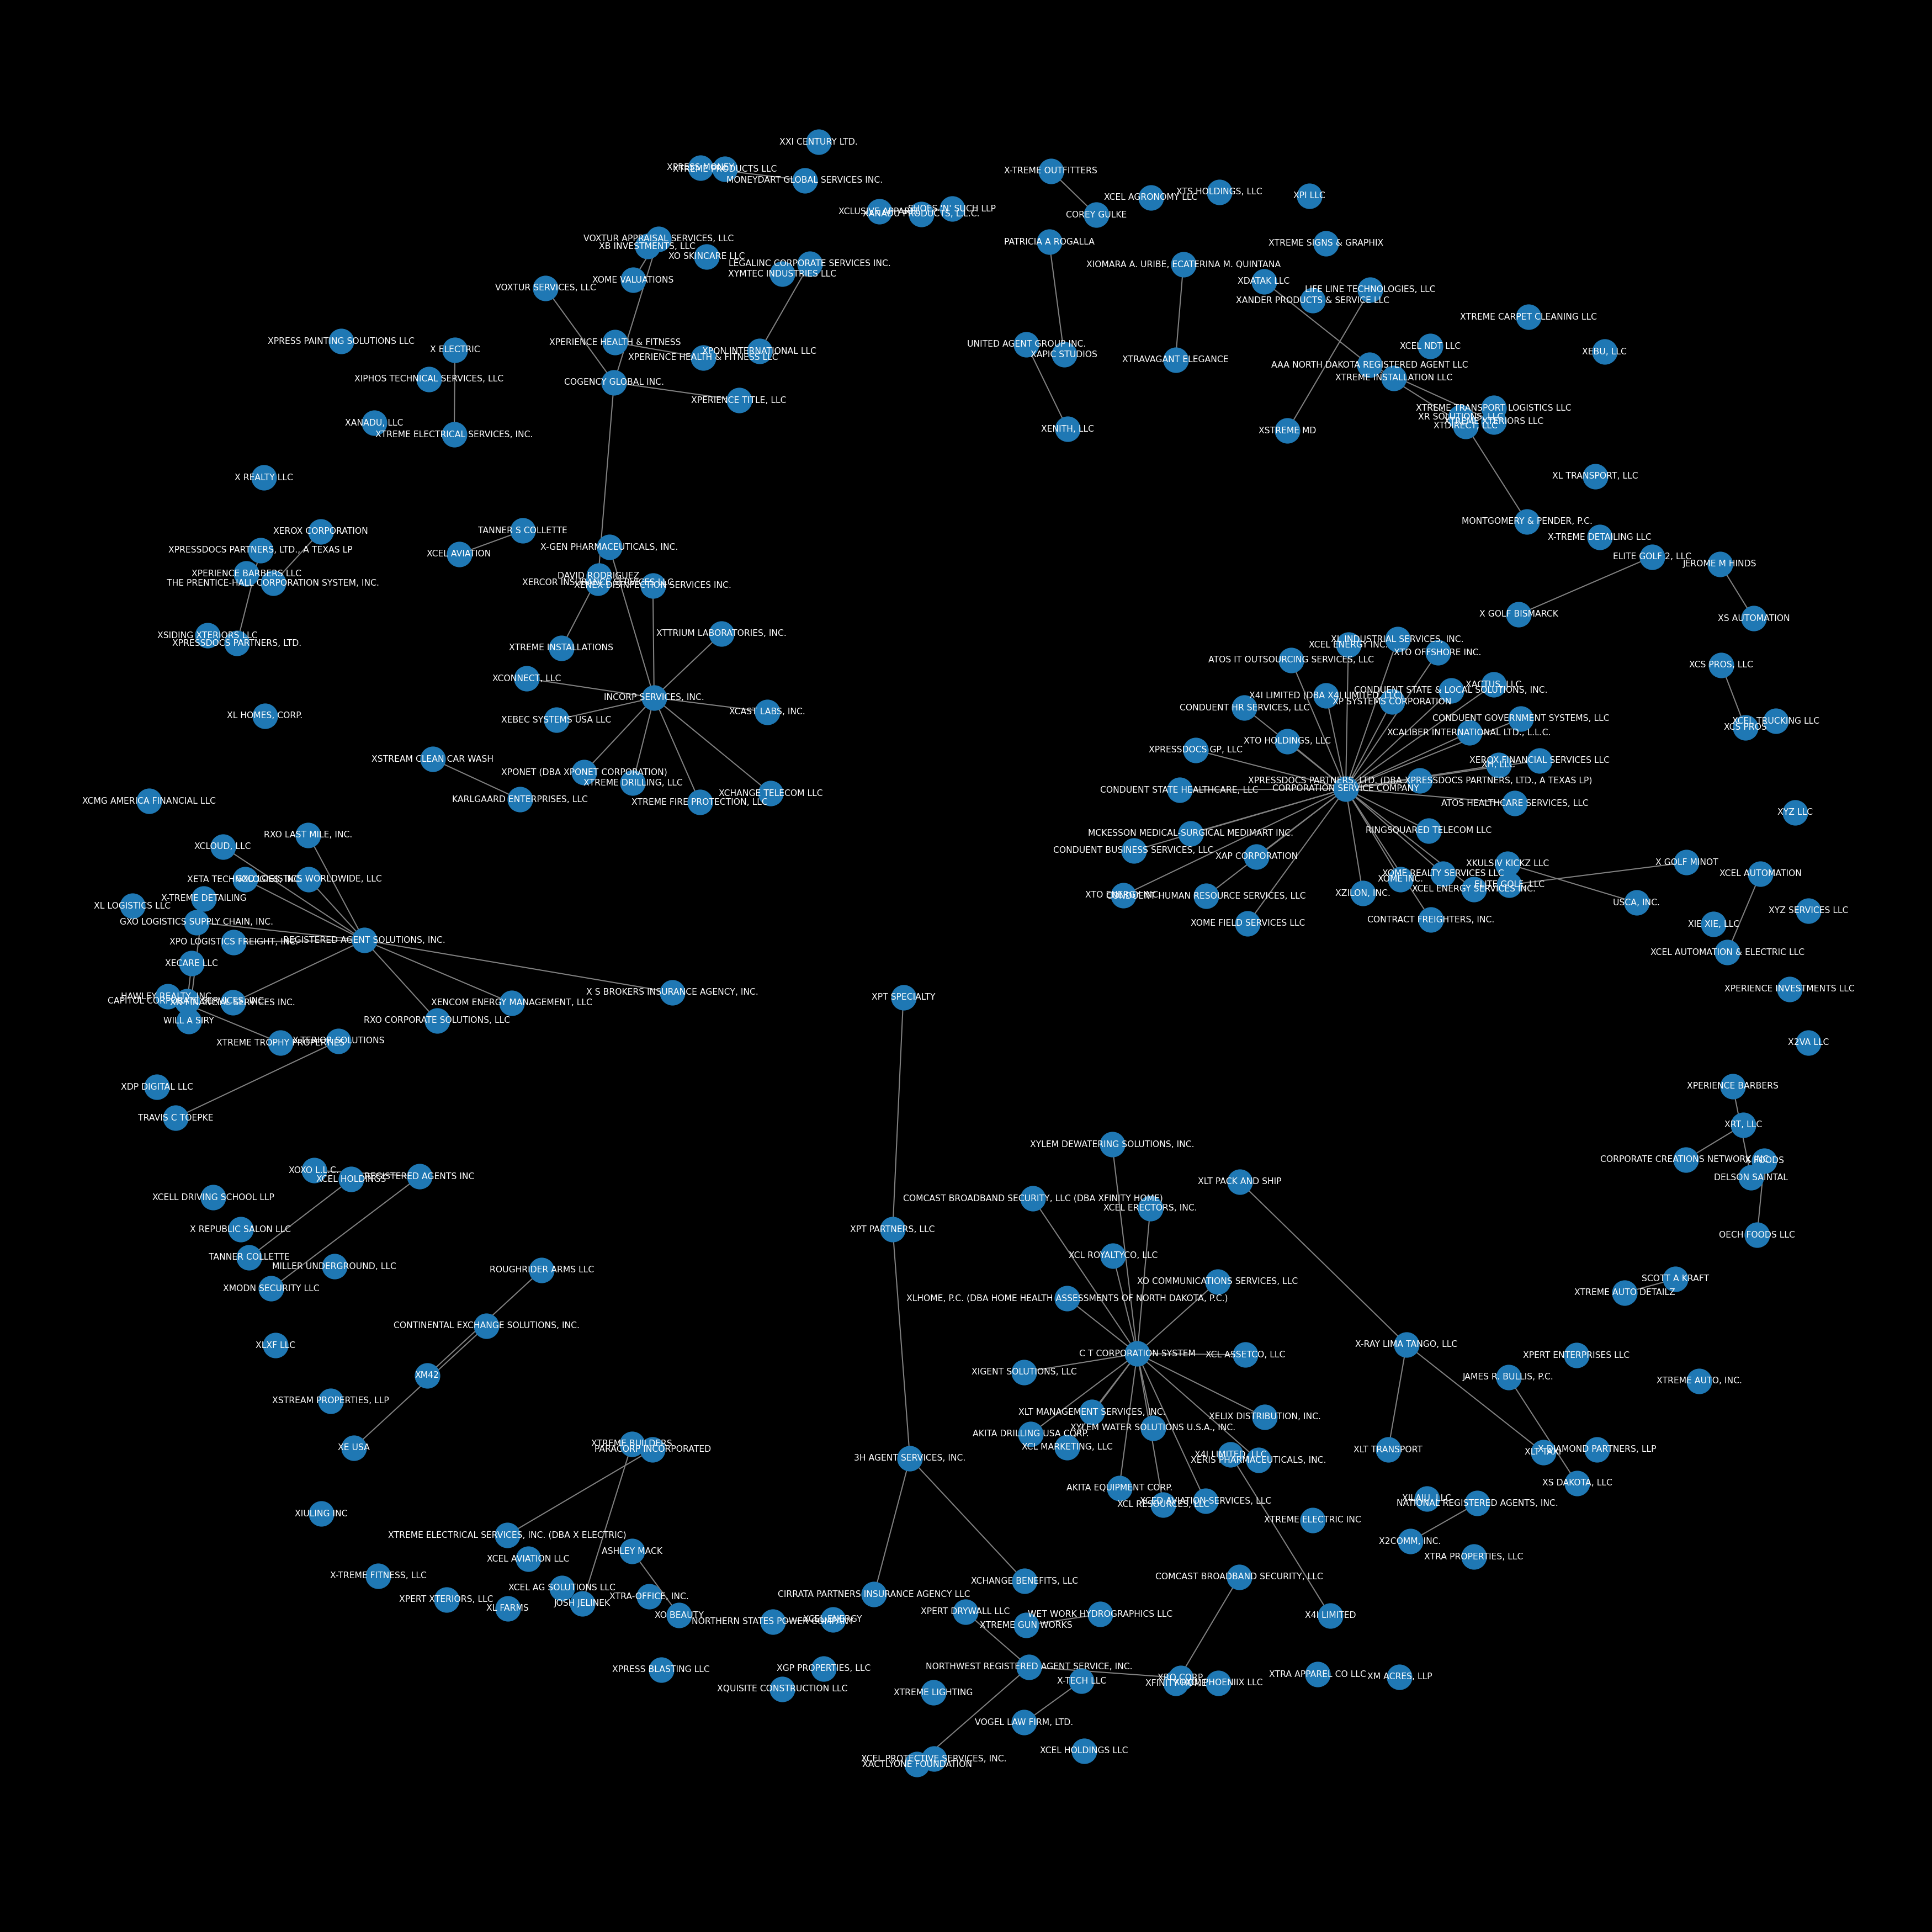 XXI CENTURY LTD.
XPRESS MONEY
XTREME PRODUCTS LLC
MONEYDART GLOBAL SERVICES INC.
X-TREME OUTFITTERS
XCEL AGRONOMY LLC
XTS HOLDINGS, LLC
XPI LLC
XANADU PRODUCTS, L.L.C.
SHOES 'N' SUCH LLP
COREY GULKE
VOXTUR APPRAISAL SERVICES, LLC
XB INVESTMENTS, LLC
XO SKINCARE LLC
PATRICIA A ROGALLA
XTREME SIGNS & GRAPHIX
LEGALINC CORPORATE SERVICES INC.
XYMTEC INDUSTRIES LLC
XIOMARA A. URIBE, ECATERINA M. QUINTANA
XOME VALUATIONS
VOXTUR SERVICES, LLC
XDATAK LLC
LIFE LINE TECHNOLOGIES, LLC
XANDER PRODUCTS & SERVICE LLC
XTREME CARPET CLEANING LLC
XPRESS PAINTING SOLUTIONS LLC
X ELECTRIC
XPERIENCE HEALTH & FITNESS
XPERIENCE HEALTH & FITNESS LLC
XPON INTERNATIONAL LLC
UNITED AGENT GROUP INC.
XAPIC STUDIOS
XTRAVAGANT ELEGANCE
XCEL NDT LLC
XEBU, LLC
AAA NORTH DAKOTA REGISTERED AGENT LLC
XTREME INSTALLATION LLC
XIPHOS TECHNICAL SERVICES, LLC
COGENCY GLOBAL INC.
XPERIENCE TITLE, LLC
XTREME TRANSPORT LOGISTICS LLC
XR SOLUTIONS, LLC
XTREME XTERIORS LLC
XTDIRECT, LLC
XANADU, LLC
XTREME ELECTRICAL SERVICES, INC.
XENITH, LLC
XSTREME MD
X REALTY LLC
XL TRANSPORT, LLC
MONTGOMERY & PENDER, P.C.
X-TREME DETAILING LLC
XEROX CORPORATION
TANNER S COLLETTE
XCEL AVIATION
X-GEN PHARMACEUTICALS, INC.
XPRESSDOCS PARTNERS, LTD., A TEXAS LP
XPERIENCE BARBERS LLC
THE PRENTICE-HALL CORPORATION SYSTEM, INC.
DAVID RODRIGUEZ
XERCOR INSURANCE SERVICES LLC
XENEX DISINFECTION SERVICES INC.
ELITE GOLF 2, LLC
JEROME M HINDS
X GOLF BISMARCK
XS AUTOMATION
XSIDING XTERIORS LLC
XPRESSDOCS PARTNERS, LTD.
XTREME INSTALLATIONS
XTTRIUM LABORATORIES, INC.
XL INDUSTRIAL SERVICES, INC.
XCEL ENERGY INC.
XTO OFFSHORE INC.
ATOS IT OUTSOURCING SERVICES, LLC
XCS PROS, LLC
XCONNECT, LLC
INCORP SERVICES, INC.
XACTUS, LLC
CONDUENT STATE & LOCAL SOLUTIONS, INC.
X4I LIMITED (DBA X4I LIMITED, LLC)
XP SYSTEMS CORPORATION
CONDUENT HR SERVICES, LLC
XL HOMES, CORP.
XEBEC SYSTEMS USA LLC
XCAST LABS, INC.
CONDUENT GOVERNMENT SYSTEMS, LLC
XCALIBER INTERNATIONAL LTD., L.L.C.
XCEL TRUCKING LLC
XCS PROS
XTO HOLDINGS, LLC
XPRESSDOCS GP, LLC
XSTREAM CLEAN CAR WASH
XEROX FINANCIAL SERVICES LLC
XPONET (DBA XPONET CORPORATION)
XTREME DRILLING, LLC
XPRESSDOCS PARTNERS, LTD. (DBA XPRESSDOCS PARTNERS, LTD., A TEXAS LP)
CORPORATION SERVICE COMPANY
CONDUENT STATE HEALTHCARE, LLC
XCHANGE TELECOM LLC
KARLGAARD ENTERPRISES, LLC
XTREME FIRE PROTECTION, LLC
XCMG AMERICA FINANCIAL LLC
ATOS HEALTHCARE SERVICES, LLC
XYZ LLC
RXO LAST MILE, INC.
XCLOUD, LLC
MCKESSON MEDICAL-SURGICAL MEDIMART INC.
RINGSQUARED TELECOM LLC
CONDUENT BUSINESS SERVICES, LLC
XAP CORPORATION
XKULSIV KICKZ LLC
X GOLF MINOT
XETA TECHNOLOGIES, INC.
GXO LOGISTICS WORLDWIDE, LLC
XOME INC.
XOME REALTY SERVICES LLC
XCEL ENERGY SERVICES INC.
ELITE GOLF, LLC
XCEL AUTOMATION
X-TREME DETAILING
XL LOGISTICS LLC
XTO ENERGY INC.
CONDUENT HUMAN RESOURCE SERVICES, LLC
XZILON, INC.
USCA, INC.
XYZ SERVICES LLC
GXO LOGISTICS SUPPLY CHAIN, INC.
XOME FIELD SERVICES LLC
CONTRACT FREIGHTERS, INC.
XIE XIE, LLC
XPO LOGISTICS FREIGHT, INC.
REGISTERED AGENT SOLUTIONS, INC.
XCEL AUTOMATION & ELECTRIC LLC
XECARE LLC
XPERIENCE INVESTMENTS LLC
X S BROKERS INSURANCE AGENCY, INC.
XPT SPECIALTY
HAWLEY REALTY, INC.
CAPITOL CORPORATE SERVICES, INC.
XENCOM ENERGY MANAGEMENT, LLC
WILL A SIRY
RXO CORPORATE SOLUTIONS, LLC
XTREME TROPHY PROPERTIES
X-TERIOR SOLUTIONS
X2VA LLC
XDP DIGITAL LLC
XPERIENCE BARBERS
TRAVIS C TOEPKE
XRT, LLC
XYLEM DEWATERING SOLUTIONS, INC.
CORPORATE CREATIONS NETWORK INC.
X FOODS
DELSON SAINTAL
XOXO L.L.C.
XCEL HOLDINGS
REGISTERED AGENTS INC
XLT PACK AND SHIP
XCELL DRIVING SCHOOL LLP
COMCAST BROADBAND SECURITY, LLC (DBA XFINITY HOME)
XCEL ERECTORS, INC.
X REPUBLIC SALON LLC
XPT PARTNERS, LLC
OECH FOODS LLC
TANNER COLLETTE
XCL ROYALTYCO, LLC
MILLER UNDERGROUND, LLC
ROUGHRIDER ARMS LLC
XO COMMUNICATIONS SERVICES, LLC
SCOTT A KRAFT
XMODN SECURITY LLC
XTREME AUTO DETAILZ
XLHOME, P.C. (DBA HOME HEALTH ASSESSMENTS OF NORTH DAKOTA, P.C.)
CONTINENTAL EXCHANGE SOLUTIONS, INC.
XLXF LLC
X-RAY LIMA TANGO, LLC
C T CORPORATION SYSTEM
XCL ASSETCO, LLC
XPERT ENTERPRISES LLC
XIGENT SOLUTIONS, LLC
XM42
JAMES R. BULLIS, P.C.
XTREME AUTO, INC.
XSTREAM PROPERTIES, LLP
XLT MANAGEMENT SERVICES, INC.
XELIX DISTRIBUTION, INC.
XYLEM WATER SOLUTIONS U.S.A., INC.
AKITA DRILLING USA CORP.
XE USA
XTREME BUILDERS
PARACORP INCORPORATED
XCL MARKETING, LLC
3H AGENT SERVICES, INC.
X4I LIMITED, LLC
XERIS PHARMACEUTICALS, INC.
XLT TRANSPORT
XLT TAXI
X-DIAMOND PARTNERS, LLP
XS DAKOTA, LLC
AKITA EQUIPMENT CORP.
XCL RESOURCES, LLC
XCED AVIATION SERVICES, LLC
XILAIU, LLC
NATIONAL REGISTERED AGENTS, INC.
XIULING INC
XTREME ELECTRIC INC
XTREME ELECTRICAL SERVICES, INC. (DBA X ELECTRIC)
X2COMM, INC.
ASHLEY MACK
XCEL AVIATION LLC
XTRA PROPERTIES, LLC
X-TREME FITNESS, LLC
COMCAST BROADBAND SECURITY, LLC
XCHANGE BENEFITS, LLC
XCEL AG SOLUTIONS LLC
CIRRATA PARTNERS INSURANCE AGENCY LLC
XPERT XTERIORS, LLC
XTRA-OFFICE, INC.
JOSH JELINEK
XL FARMS
XO BEAUTY
NORTHERN STATES POWER COMPANY
XCEL ENERGY
XPERT DRYWALL LLC
WET WORK HYDROGRAPHICS LLC
XTREME GUN WORKS
X4I LIMITED
XPRESS BLASTING LLC
XGP PROPERTIES, LLC
NORTHWEST REGISTERED AGENT SERVICE, INC.
XTRA APPAREL CO LLC
XM ACRES, LLP
XRO CORP
X-TECH LLC
XFINITY HOME
XQUISITE CONSTRUCTION LLC
XTREME LIGHTING
VOGEL LAW FIRM, LTD.
XCEL HOLDINGS LLC
XCEL PROTECTIVE SERVICES, INC.
XACTLYONE FOUNDATION